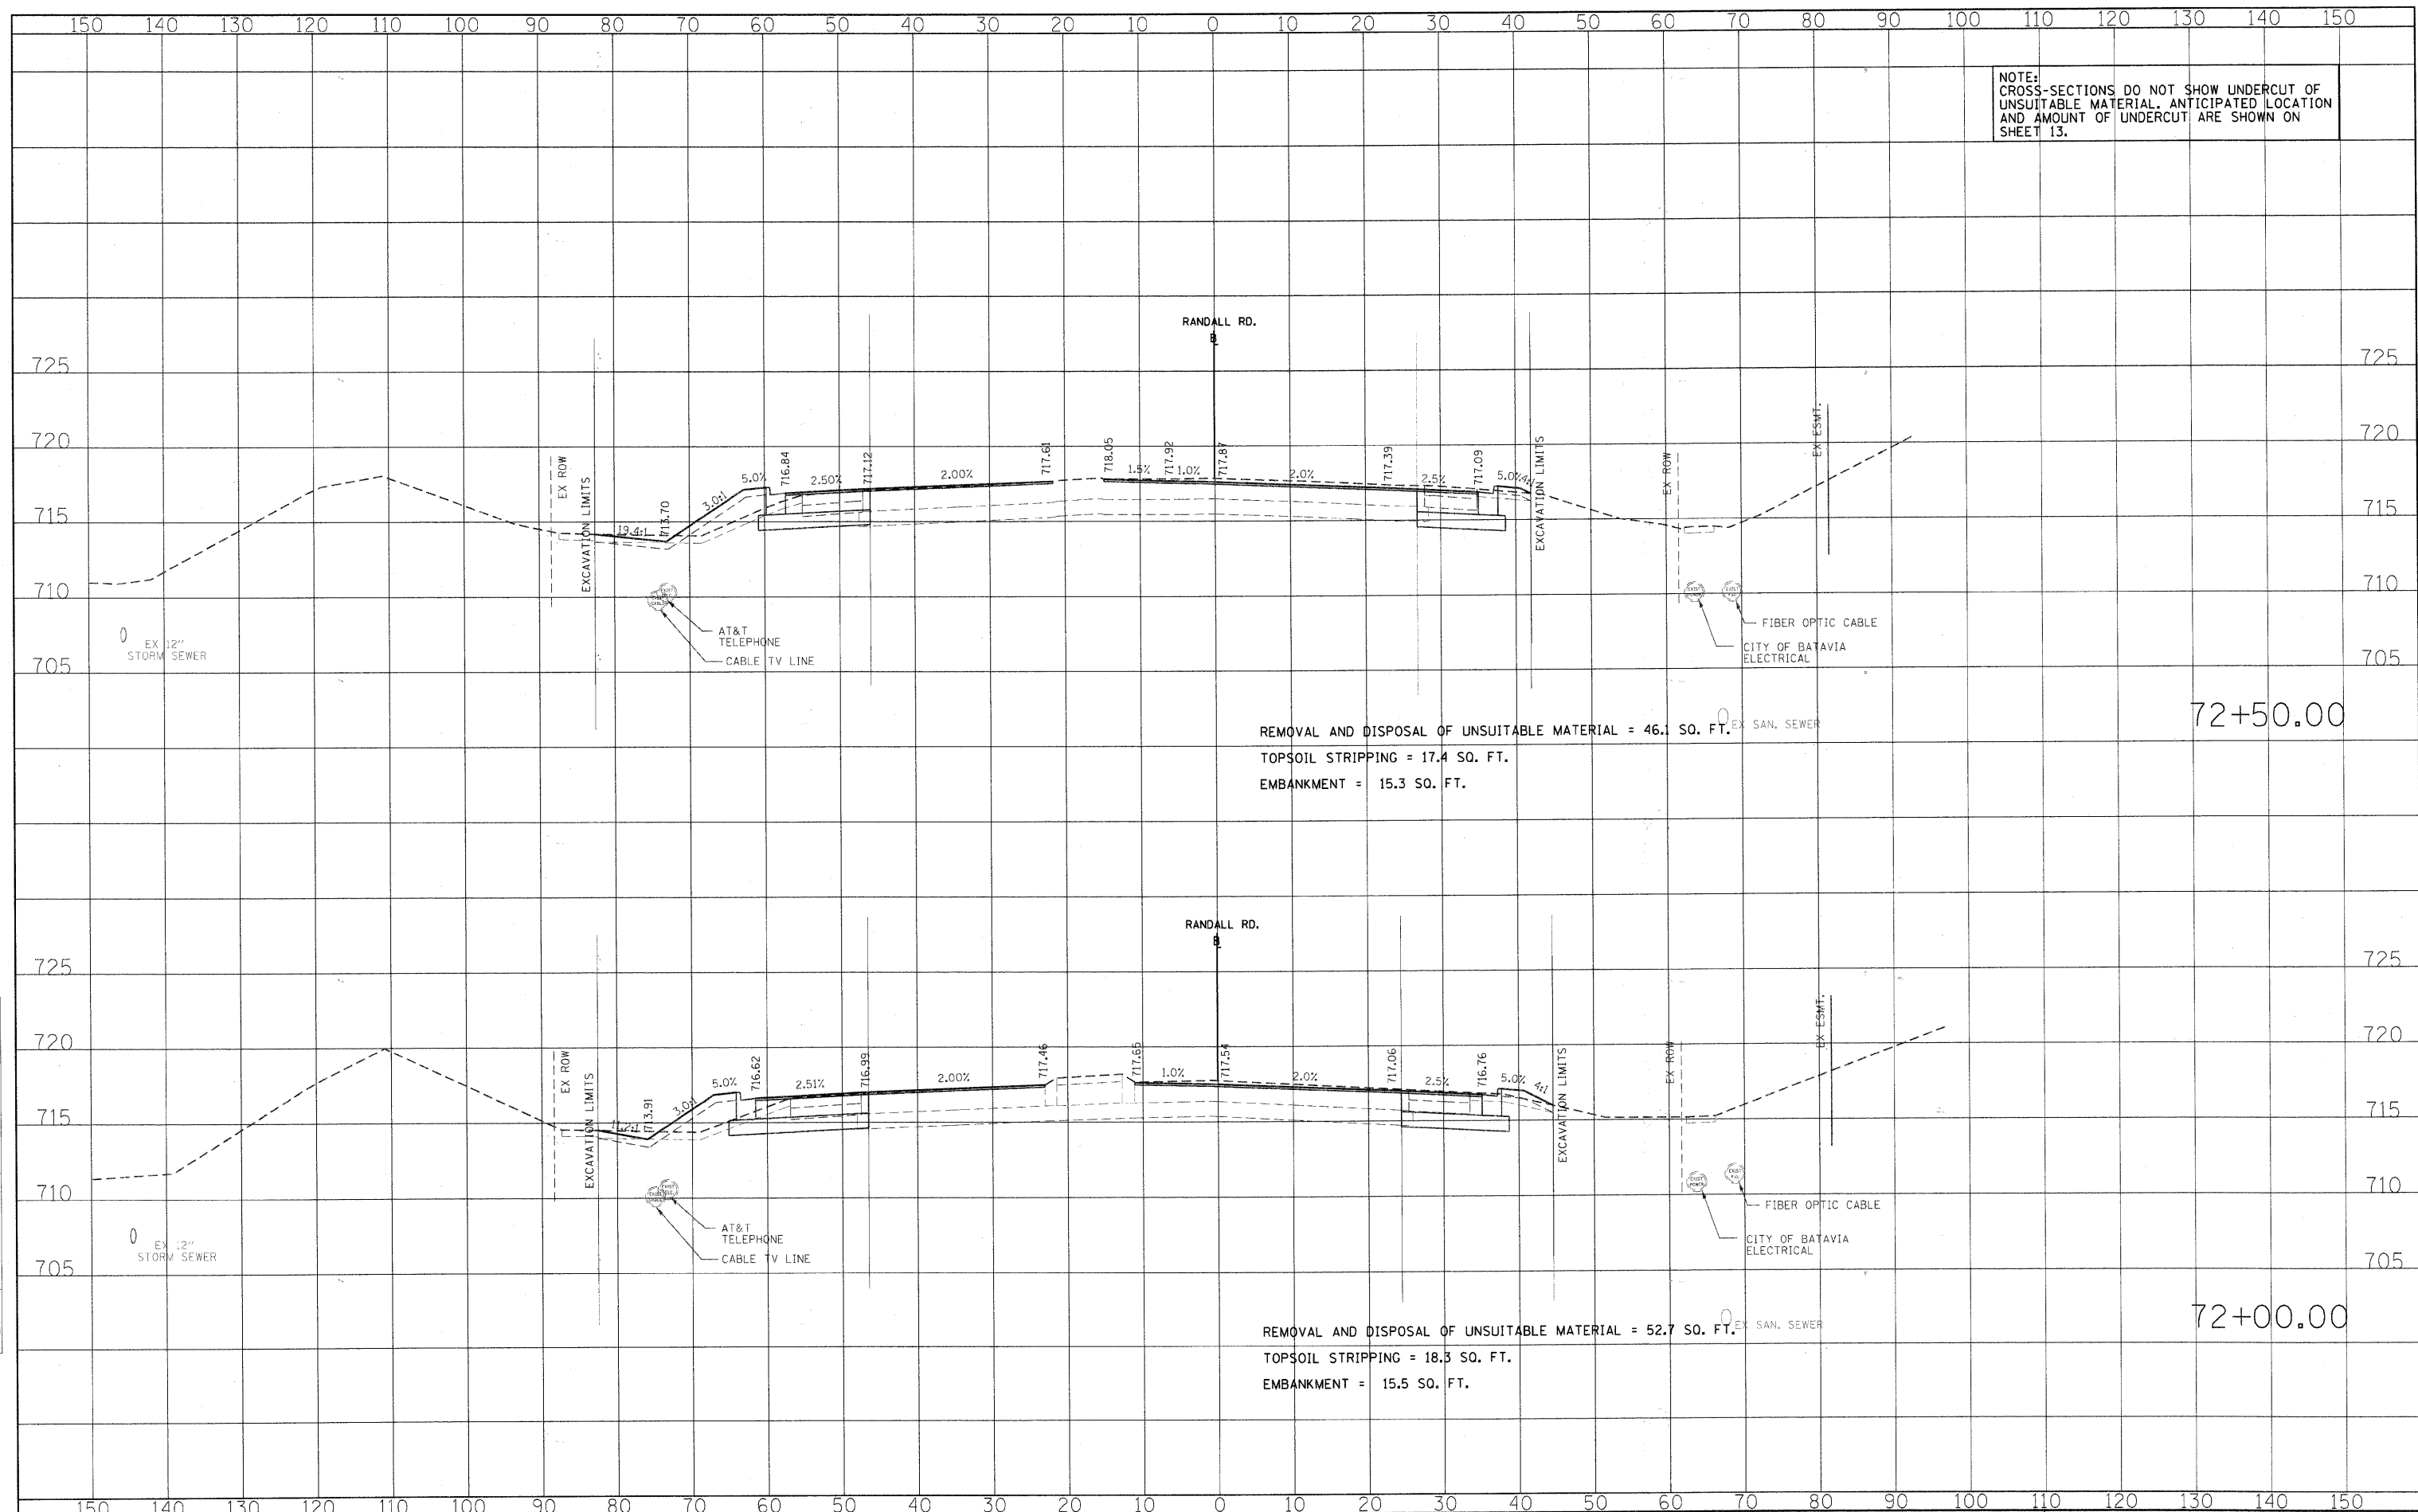 150 140 130 120 110 100 90 80 70 60 50 40 30 20 10 0 10 20 30 40 50 60 70 80 90 100 110 120 130 140 150
NOTE:
CROSS-SECTIONS DO NOT SHOW UNDERCUT OF
UNSUITABLE MATERIAL. ANTICIPATED LOCATION
AND AMOUNT OF UNDERCUT ARE SHOWN ON
SHEET 13.
RANDALL RD.
725 725
720 720
715 715
710 710
705 705
EX ROW
EXCAVATION LIMITS
19.4:1
713.70
3.0:1
5.0%
716.84
2.50%
717.12
2.00%
717.61
718.05
1.5%
717.92
1.0%
717.87
2.0%
717.39
2.5%
717.09
5.0%
4:1
EXCAVATION LIMITS
EX ROW
EX ESMT.
EX 12"
STORM SEWER
AT&T
TELEPHONE
CABLE TV LINE
FIBER OPTIC CABLE
CITY OF BATAVIA
ELECTRICAL
EX SAN. SEWER
72+50.00
REMOVAL AND DISPOSAL OF UNSUITABLE MATERIAL = 46.1 SQ. FT.
TOPSOIL STRIPPING = 17.4 SQ. FT.
EMBANKMENT = 15.3 SQ. FT.
RANDALL RD.
725 725
720 720
715 715
710 710
705 705
EX ROW
EXCAVATION LIMITS
713.91
3.0:1
5.0%
716.62
2.51%
716.99
2.00%
717.46
717.65
1.0%
717.54
2.0%
717.06
2.5%
716.76
5.0%
4:1
EXCAVATION LIMITS
EX ROW
EX ESMT.
EX 12"
STORM SEWER
AT&T
TELEPHONE
CABLE TV LINE
EXIST
POWER
FIBER OPTIC CABLE
CITY OF BATAVIA
ELECTRICAL
EX SAN. SEWER
72+00.00
REMOVAL AND DISPOSAL OF UNSUITABLE MATERIAL = 52.7 SQ. FT.
TOPSOIL STRIPPING = 18.3 SQ. FT.
EMBANKMENT = 15.5 SQ. FT.
150 140 130 120 110 100 90 80 70 60 50 40 30 20 10 0 10 20 30 40 50 60 70 80 90 100 110 120 130 140 150